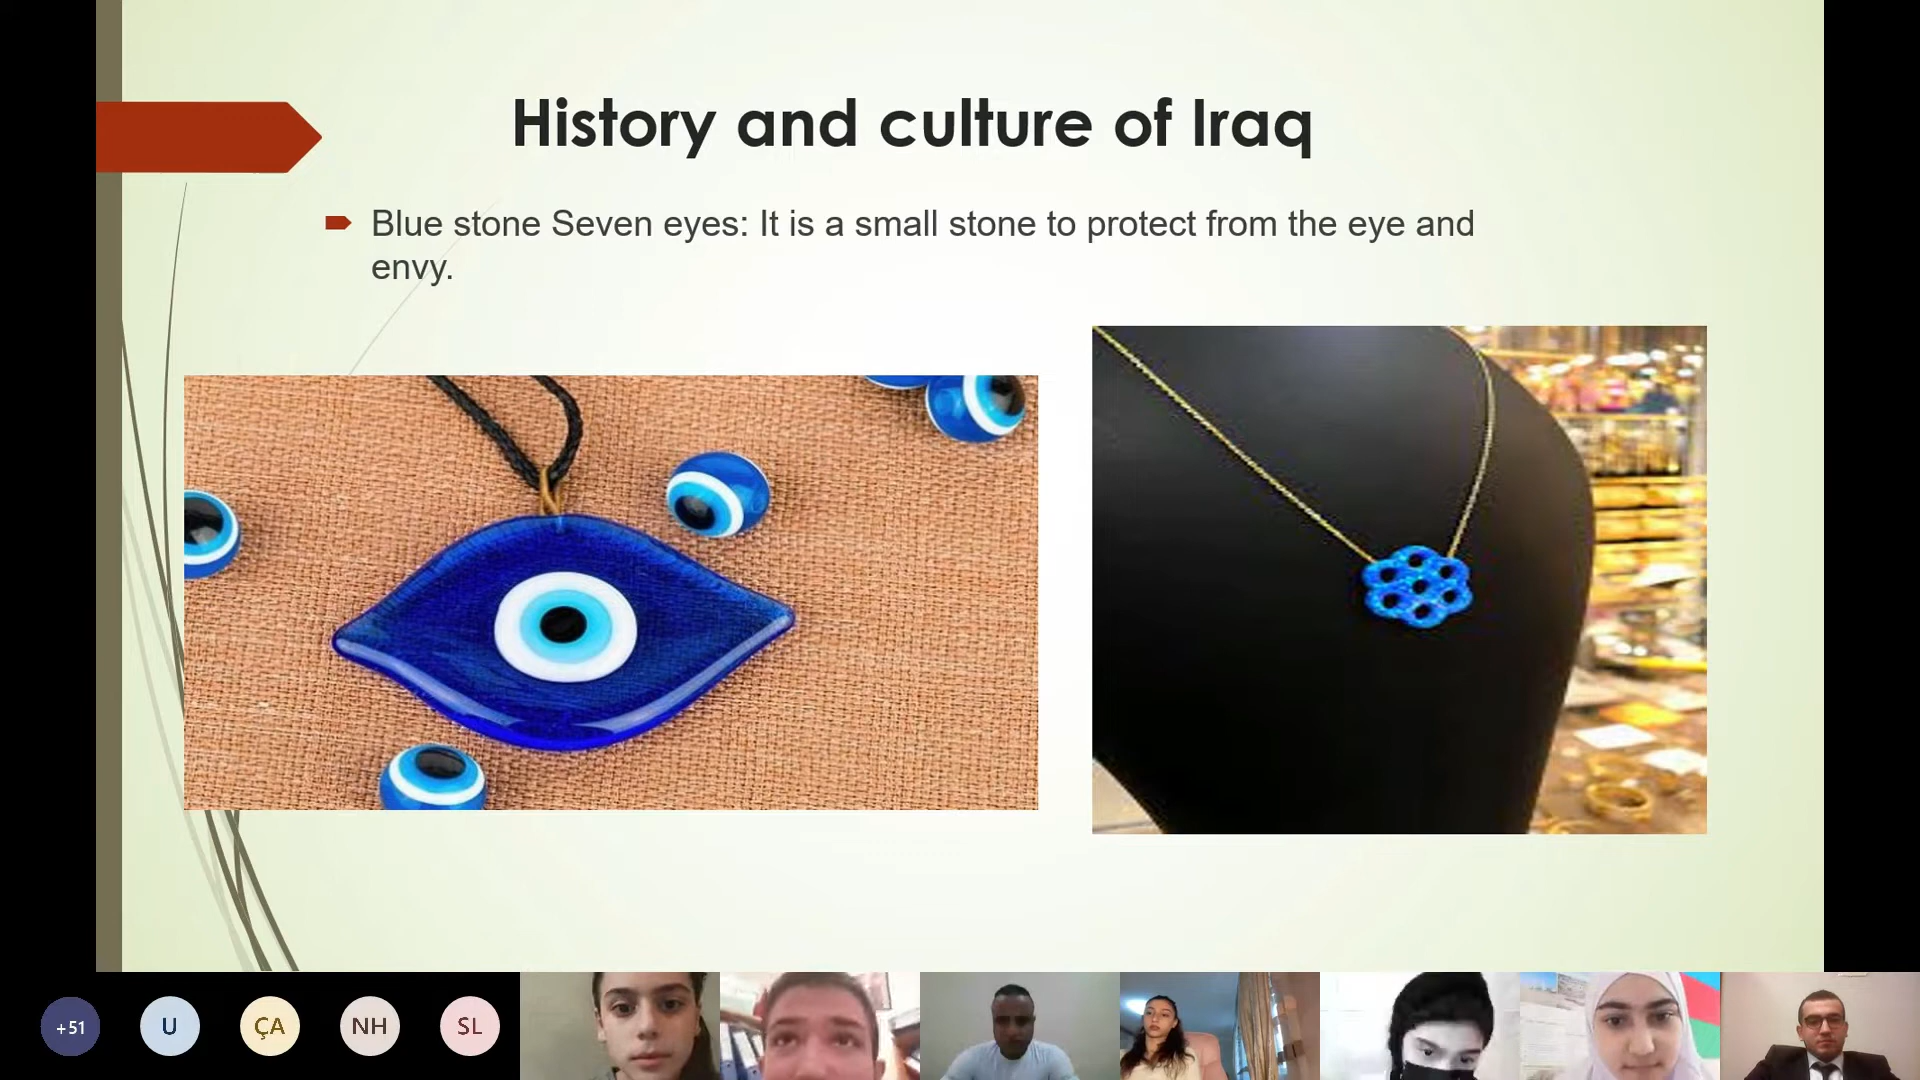 History and culture of Iraq
Blue stone Seven eyes: It is a small stone to protect from the eye and
envy.
+51
U
ÇA
NH
SL